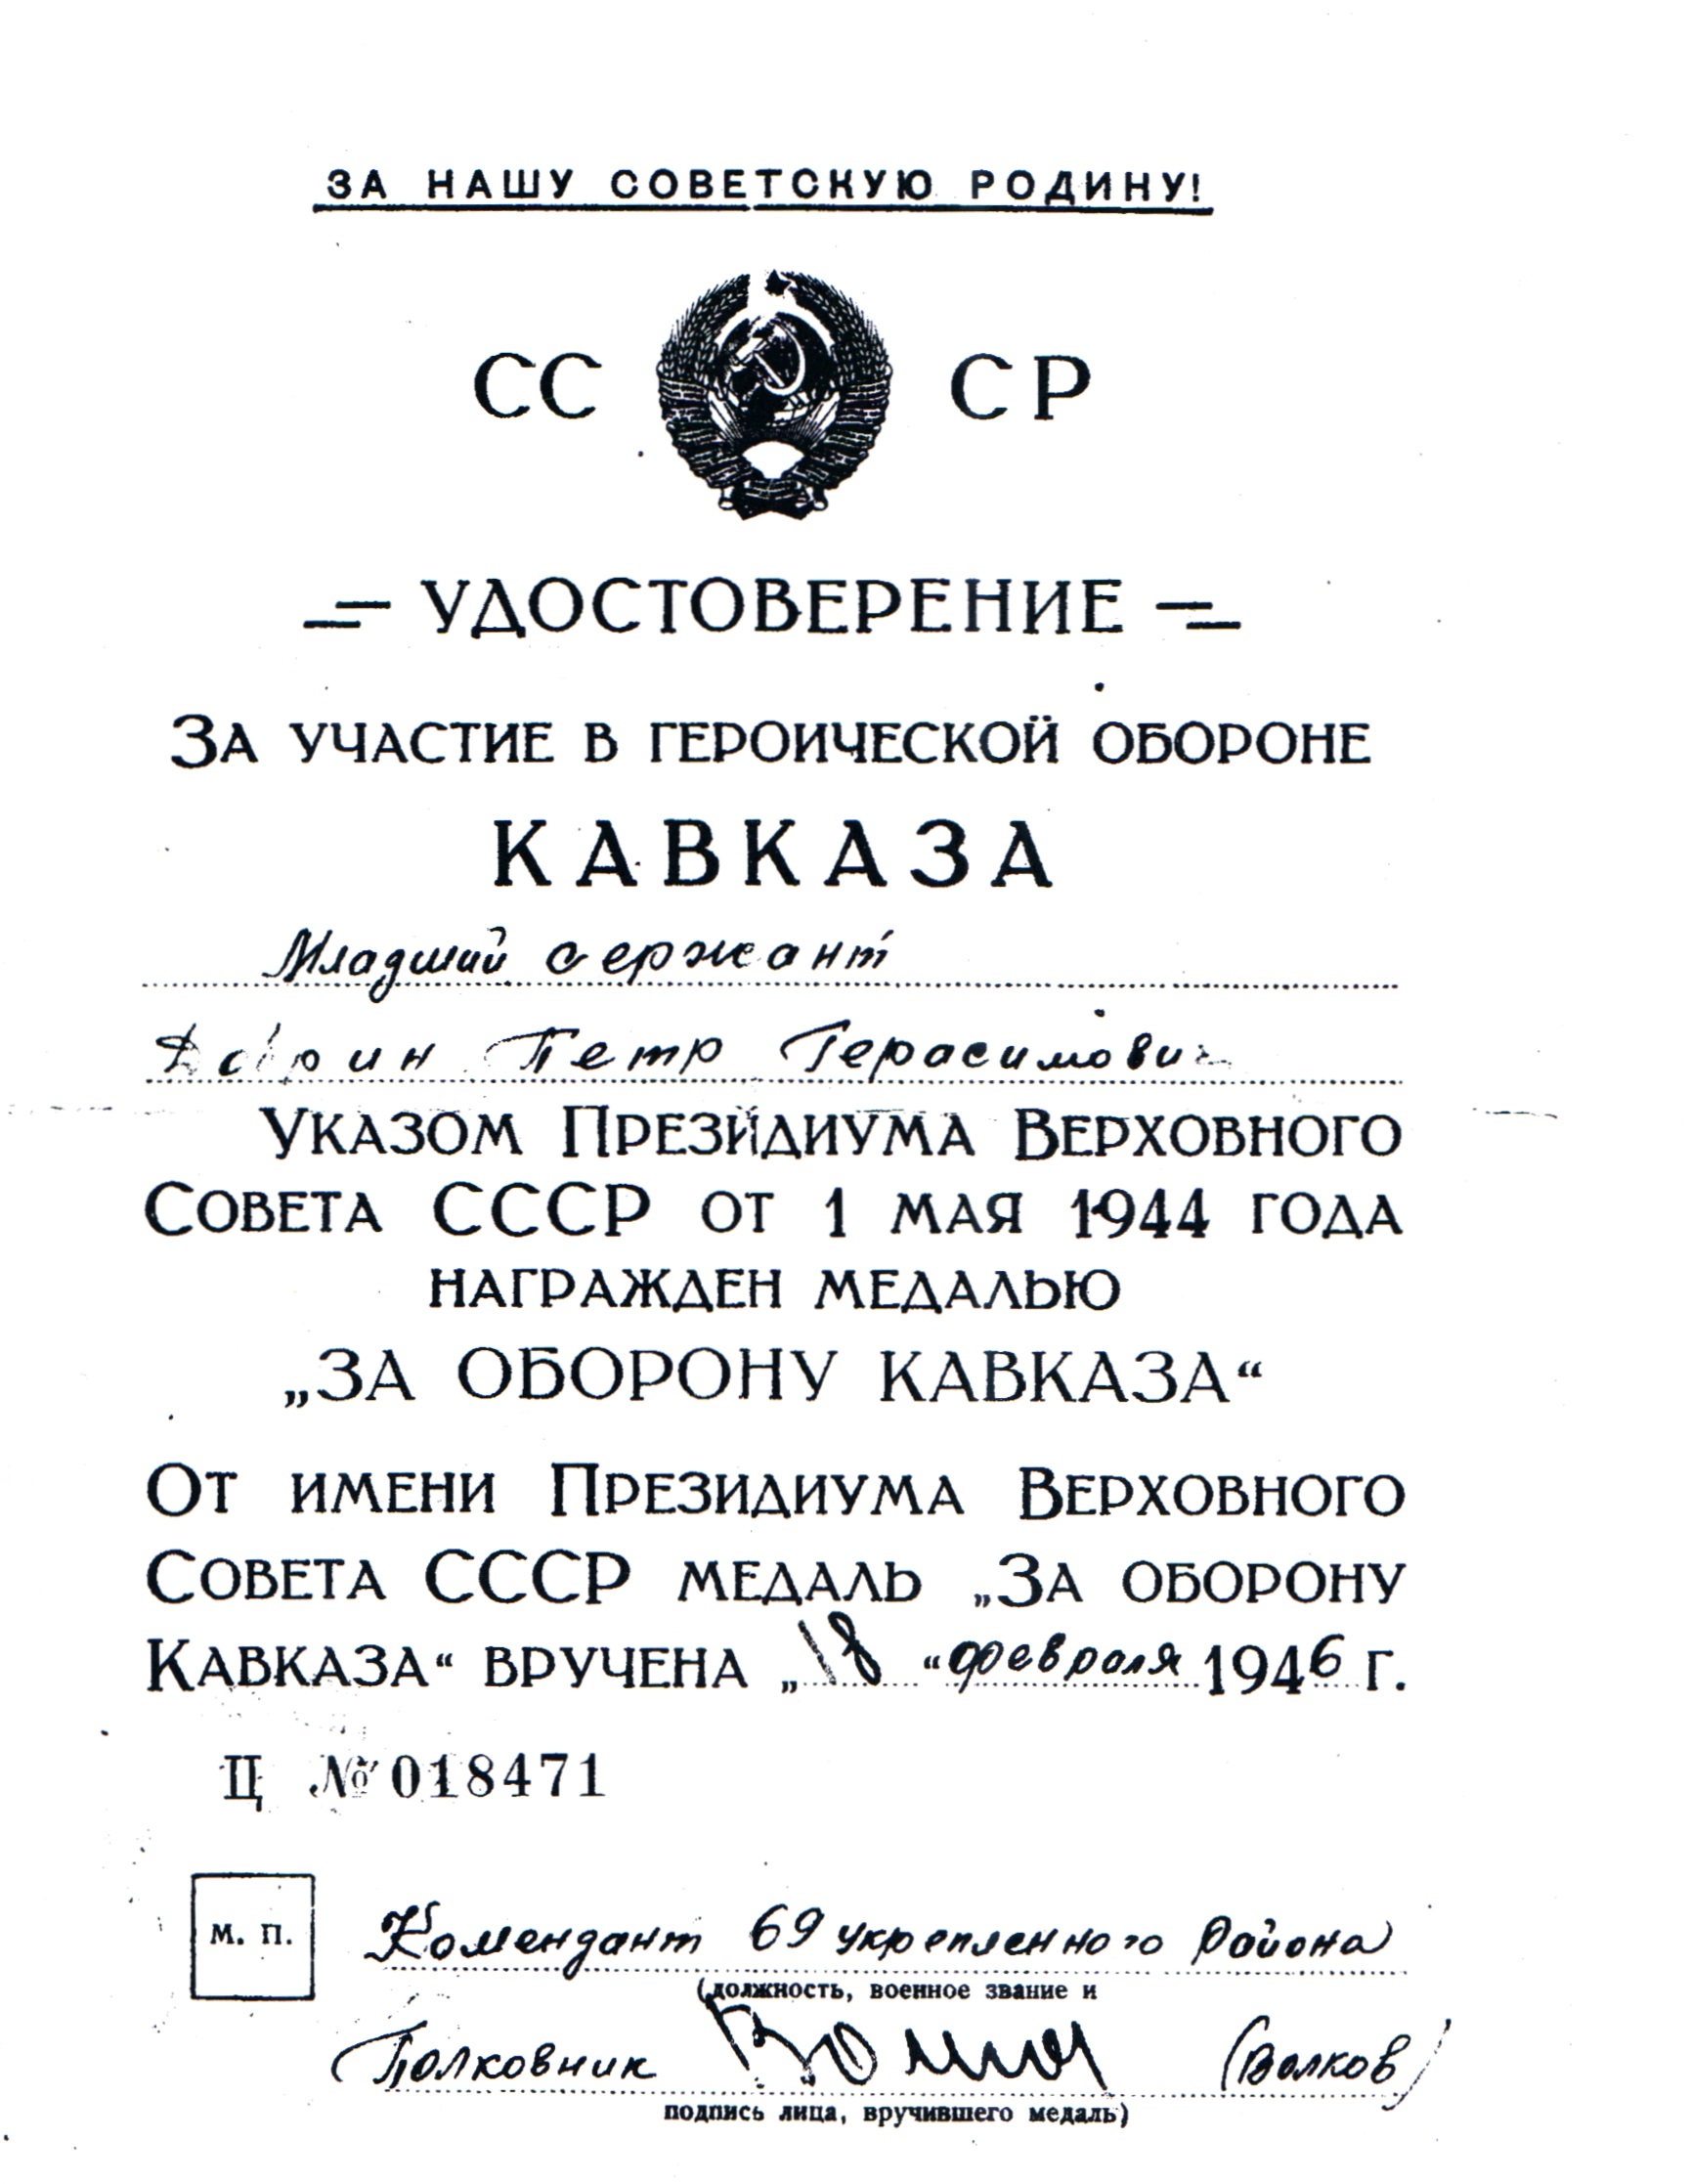 ЗА НАШУ СОВЕТСКУЮ РОДИНУ!
СС СР
УДОСТОВЕРЕНИЕ
ЗА УЧАСТИЕ В ГЕРОИЧЕСКОЙ ОБОРОНЕ
КАВКАЗА
Младший сержант
Петр Герасимович
УКАЗОМ ПРЕЗИДИУМА ВЕРХОВНОГО
СОВЕТА СССР ОТ 1 МАЯ 1944 ГОДА
НАГРАЖДЕН МЕДАЛЬЮ
„ЗА ОБОРОНУ КАВКАЗА“
ОТ ИМЕНИ ПРЕЗИДИУМА ВЕРХОВНОГО
СОВЕТА СССР МЕДАЛЬ „ЗА ОБОРОНУ
КАВКАЗА“ ВРУЧЕНА „18“ февраля 1946 Г.
Ц № 018471
М. П.
Комендант 69 укрепленного района
(должность, военное звание и
Полковник (Волков)
подпись лица, вручившего медаль)